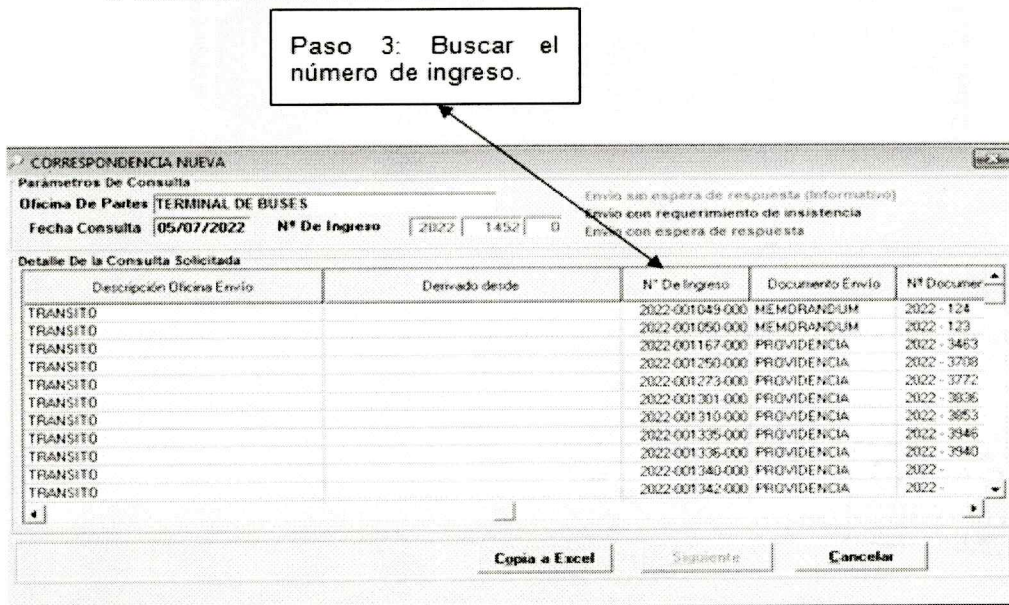 Paso 3: Buscar el
número de ingreso.
CORRESPONDENCIA NUEVA
Parámetros De Consulta
Oficina De Partes TERMINAL DE BUSES
Envío sin espera de respuesta (Informativo)
Envío con requerimiento de insistencia
Fecha Consulta 05/07/2022 Nº De Ingreso 2022 1452 0
Envío con espera de respuesta
Detalle De la Consulta Solicitada
Descripción Oficina Envío Derivado desde N° De Ingreso Documento Envío Nº Documen
TRANSITO 2022-001049-000 MEMORANDUM 2022 - 124
TRANSITO 2022-001050-000 MEMORANDUM 2022 - 123
TRANSITO 2022-001167-000 PROVIDENCIA 2022 - 3463
TRANSITO 2022-001250-000 PROVIDENCIA 2022 - 3708
TRANSITO 2022-001273-000 PROVIDENCIA 2022 - 3772
TRANSITO 2022-001301-000 PROVIDENCIA 2022 - 3836
TRANSITO 2022-001310-000 PROVIDENCIA 2022 - 3853
TRANSITO 2022-001335-000 PROVIDENCIA 2022 - 3946
TRANSITO 2022-001336-000 PROVIDENCIA 2022 - 3940
TRANSITO 2022-001340-000 PROVIDENCIA 2022 -
TRANSITO 2022-001342-000 PROVIDENCIA 2022 -
Copia a Excel Siguiente Cancelar